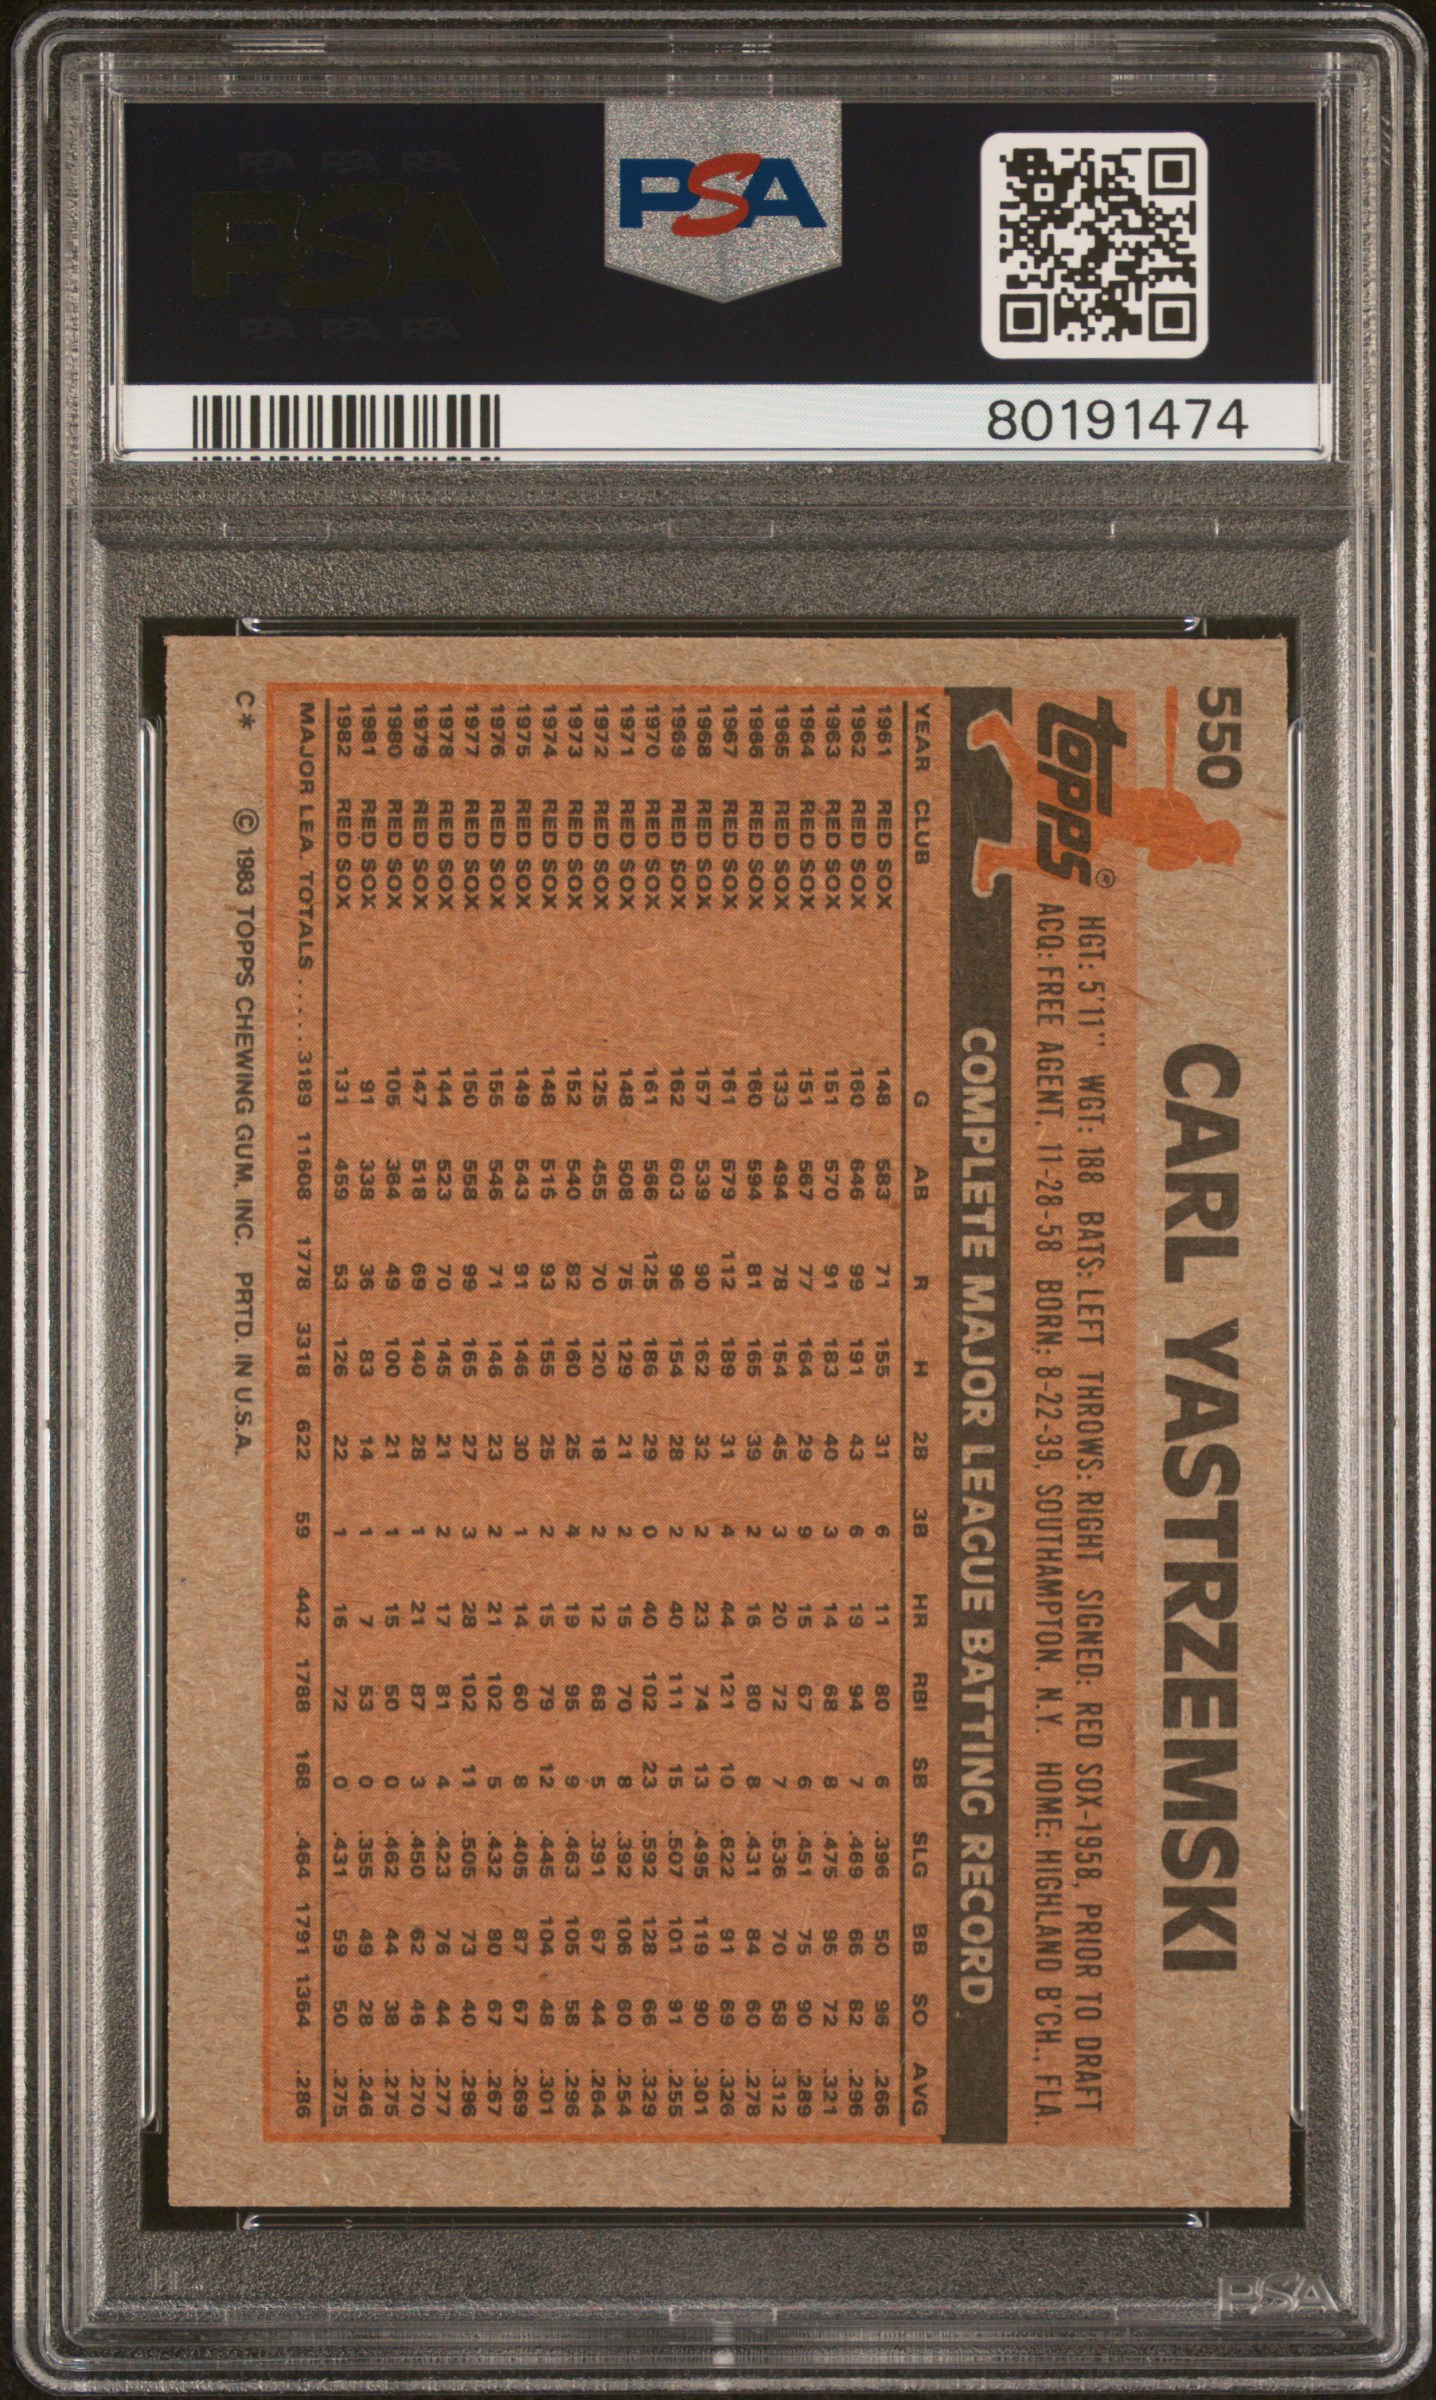 PSA PSA PSA
PSA
PSA PSA PSA
PSA
80191474
550 CARL YASTRZEMSKI
TOPPS®
HGT: 5'11" WGT: 188 BATS: LEFT THROWS: RIGHT SIGNED: RED SOX-1958, PRIOR TO DRAFT
ACQ: FREE AGENT, 11-28-58 BORN: 8-22-39, SOUTHAMPTON, N.Y. HOME: HIGHLAND B'CH., FLA.
COMPLETE MAJOR LEAGUE BATTING RECORD
YEAR CLUB G AB R H 2B 3B HR RBI SB SLG BB SO AVG
1961 RED SOX 148 583 71 155 31 6 11 80 6 .396 50 96 .266
1962 RED SOX 160 646 99 191 43 6 19 94 7 .469 66 82 .296
1963 RED SOX 151 570 91 183 40 3 14 68 8 .475 95 72 .321
1964 RED SOX 151 567 77 164 29 9 15 67 6 .451 75 90 .289
1965 RED SOX 133 494 78 154 45 3 20 72 7 .536 70 58 .312
1966 RED SOX 160 594 81 165 39 2 16 80 8 .431 84 60 .278
1967 RED SOX 161 579 112 189 31 4 44 121 10 .622 91 69 .326
1968 RED SOX 157 539 90 162 32 2 23 74 13 .495 119 90 .301
1969 RED SOX 162 603 96 154 28 2 40 111 15 .507 101 91 .255
1970 RED SOX 161 566 125 186 29 0 40 102 23 .592 128 66 .329
1971 RED SOX 148 508 75 129 21 2 15 70 8 .392 106 60 .254
1972 RED SOX 125 455 70 120 18 2 12 68 5 .391 67 44 .264
1973 RED SOX 152 540 82 160 25 4 19 95 9 .463 105 58 .296
1974 RED SOX 148 515 93 155 25 2 15 79 12 .445 104 48 .301
1975 RED SOX 149 543 91 146 30 1 14 60 8 .405 87 67 .269
1976 RED SOX 155 546 71 146 23 2 21 102 5 .432 80 67 .267
1977 RED SOX 150 558 99 165 27 3 28 102 11 .505 73 40 .296
1978 RED SOX 144 523 70 145 21 2 17 81 4 .423 76 44 .277
1979 RED SOX 147 518 69 140 28 1 21 87 3 .450 62 46 .270
1980 RED SOX 105 364 49 100 21 1 15 50 0 .462 44 38 .275
1981 RED SOX 91 338 36 83 14 1 7 53 0 .355 49 28 .246
1982 RED SOX 131 459 53 126 22 1 16 72 0 .431 59 50 .275
MAJOR LEA. TOTALS ..... 3189 11608 1778 3318 622 59 442 1788 168 .464 1791 1364 .286
C* © 1983 TOPPS CHEWING GUM, INC. PRTD. IN U.S.A.
PSA